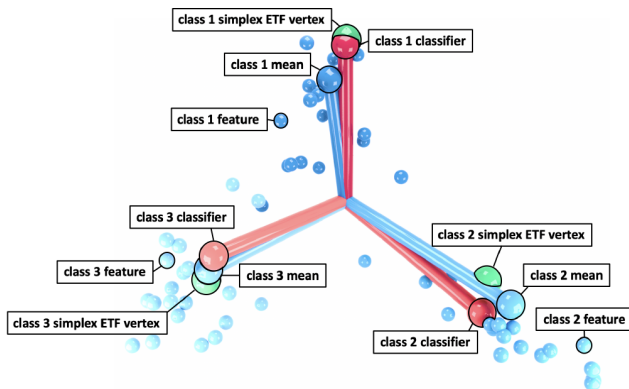 class 1 simplex ETF vertex
class 1 classifier
class 1 mean
class 1 feature
class 3 classifier
class 2 simplex ETF vertex
class 3 feature
class 3 mean
class 2 mean
class 3 simplex ETF vertex
class 2 feature
class 2 classifier